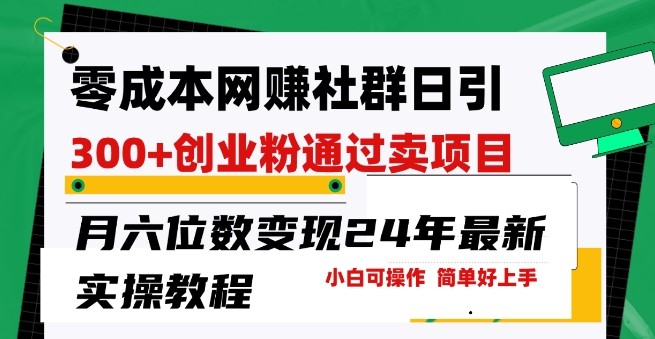 零成本网赚社群日引
300+创业粉通过卖项目
月六位数变现24年最新
实操教程
小白可操作 简单好上手